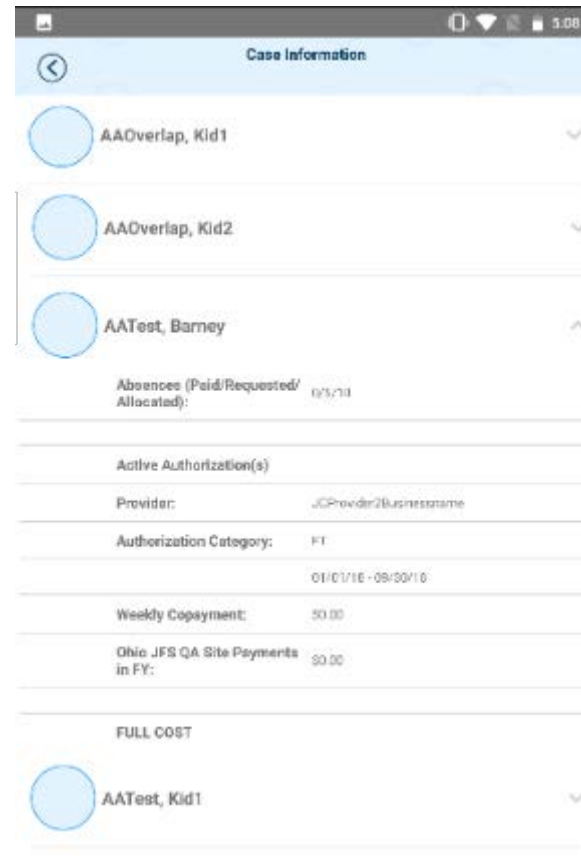 5:08
Case Information
AAOverlap, Kid1
AAOverlap, Kid2
AATest, Barney
Absences (Paid/Requested/
Allocated):
Active Authorization(s)
Provider: JCProvider2Businessname
Authorization Category: FT
01/01/18 - 09/30/18
Weekly Copayment: $0.00
Ohio JFS QA Site Payments
in FY: $0.00
FULL COST
AATest, Kid1